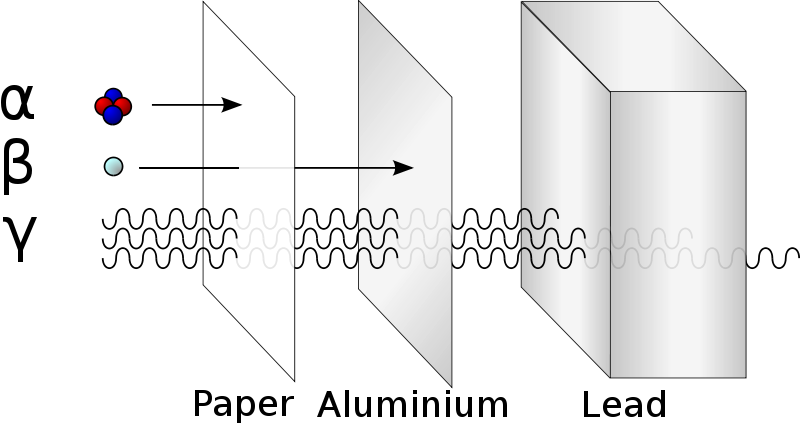 α
β
γ
Paper Aluminium Lead